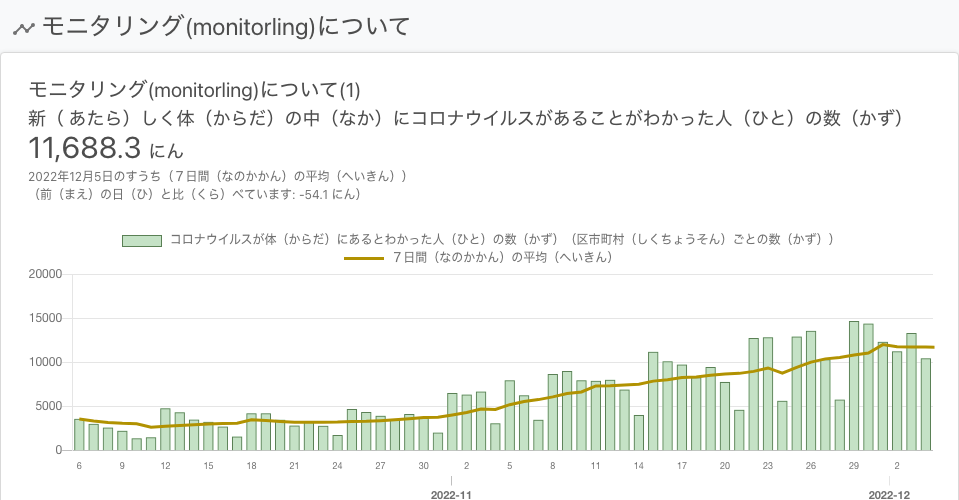 モニタリング(monitorling)について
モニタリング(monitorling)について(1)
新（ あたら）しく体（からだ）の中（なか）にコロナウイルスがあることがわかった人（ひと）の数（かず）
11,688.3 にん
2022年12月5日のすうち（７日間（なのかかん）の平均（へいきん））
（前（まえ）の日（ひ）と比（くら）べています: -54.1 にん）
コロナウイルスが体（からだ）にあるとわかった人（ひと）の数（かず）（区市町村（しくちょうそん）ごとの数（かず））
７日間（なのかかん）の平均（へいきん）
20000
15000
10000
5000
0
6 9 12 15 18 21 24 27 30 2 5 8 11 14 17 20 23 26 29 2
2022-11 2022-12